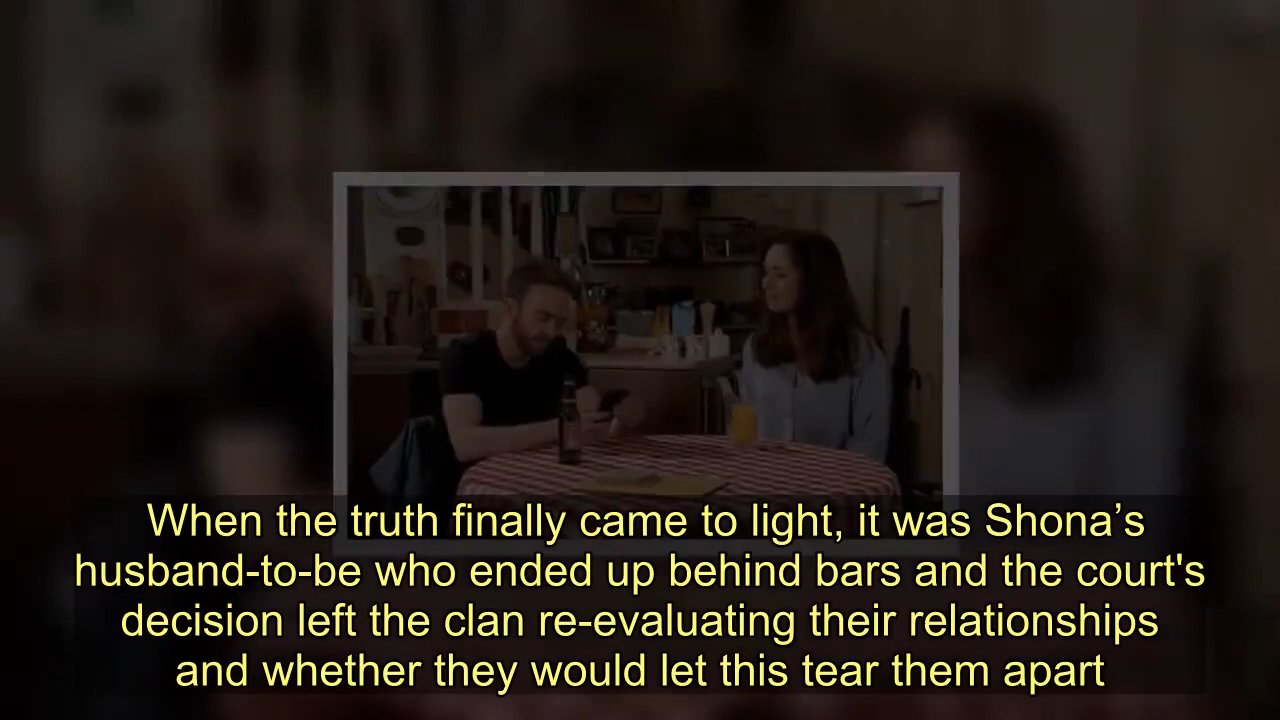 When the truth finally came to light, it was Shona’s
husband-to-be who ended up behind bars and the court's
decision left the clan re-evaluating their relationships
and whether they would let this tear them apart